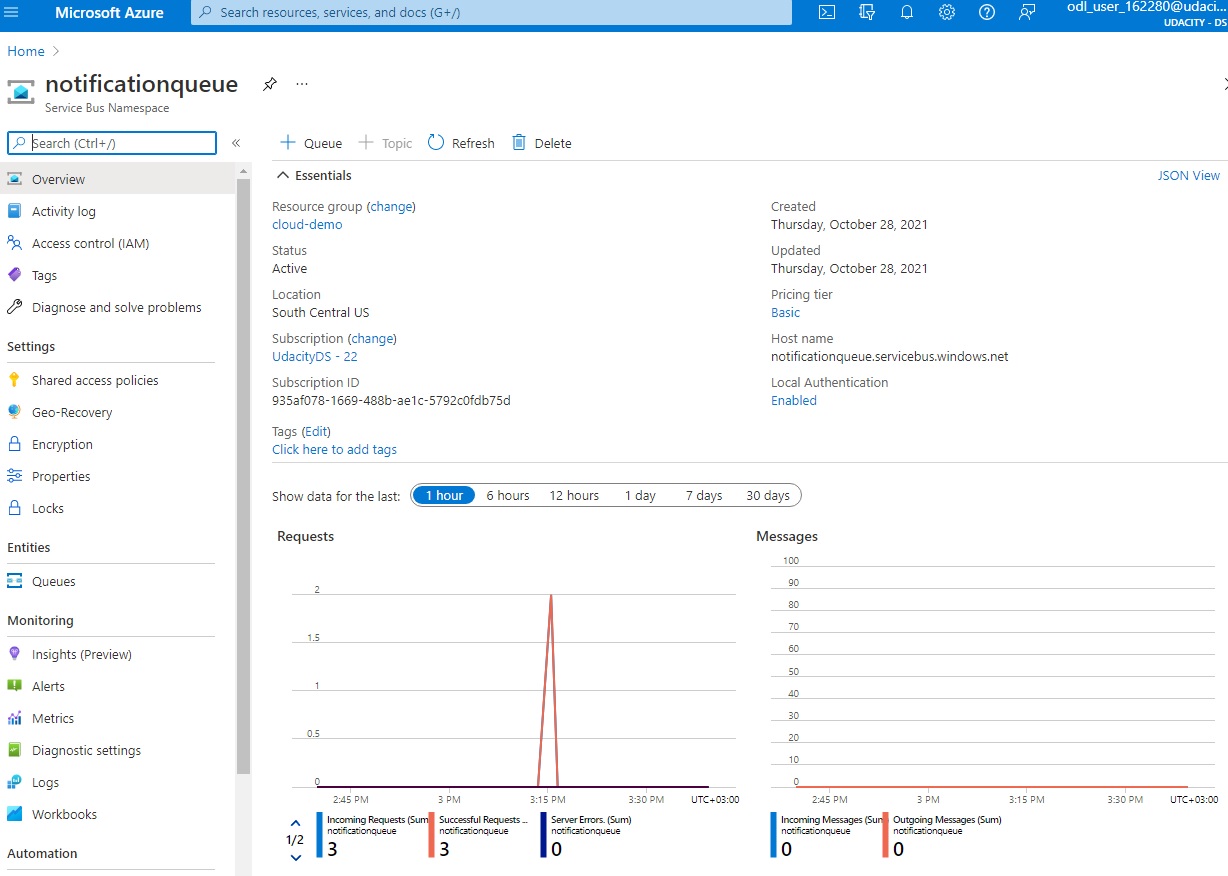 Microsoft Azure
Search resources, services, and docs (G+/)
odl_user_162280@udaci...
UDACITY - DS
Home
notificationqueue
...
Service Bus Namespace
Search (Ctrl+/)
«
Queue
Topic
Refresh
Delete
Overview
Activity log
Access control (IAM)
Tags
Diagnose and solve problems
Settings
Shared access policies
Geo-Recovery
Encryption
Properties
Locks
Entities
Queues
Monitoring
Insights (Preview)
Alerts
Metrics
Diagnostic settings
Logs
Workbooks
Automation
Essentials
JSON View
Resource group (change)
cloud-demo
Status
Active
Location
South Central US
Subscription (change)
UdacityDS - 22
Subscription ID
935af078-1669-488b-ae1c-5792c0fdb75d
Tags (Edit)
Click here to add tags
Created
Thursday, October 28, 2021
Updated
Thursday, October 28, 2021
Pricing tier
Basic
Host name
notificationqueue.servicebus.windows.net
Local Authentication
Enabled
Show data for the last:
1 hour
6 hours
12 hours
1 day
7 days
30 days
Requests
2
1.5
1
0.5
0
2:45 PM
3 PM
3:15 PM
3:30 PM
UTC+03:00
1/2
Incoming Requests (Sum)
notificationqueue
3
Successful Requests ...
notificationqueue
3
Server Errors. (Sum)
notificationqueue
0
Messages
100
90
80
70
60
50
40
30
20
10
0
2:45 PM
3 PM
3:15 PM
3:30 PM
UTC+03:00
Incoming Messages (Sum)
notificationqueue
0
Outgoing Messages (Sum)
notificationqueue
0